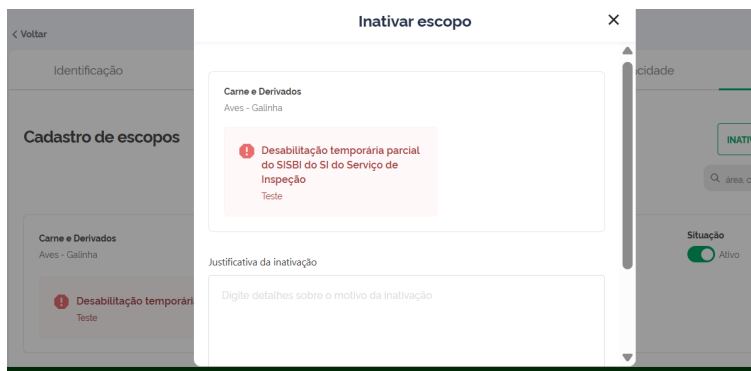 Inativar escopo
Voltar
Identificação
cidade
Carne e Derivados
Aves - Galinha
Desabilitação temporária parcial
do SISBI do SI do Serviço de
Inspeção
Teste
Cadastro de escopos
INATIV
área, c
Carne e Derivados
Aves - Galinha
Situação
Ativo
Desabilitação temporári
Teste
Justificativa da inativação
Digite detalhes sobre o motivo da inativação